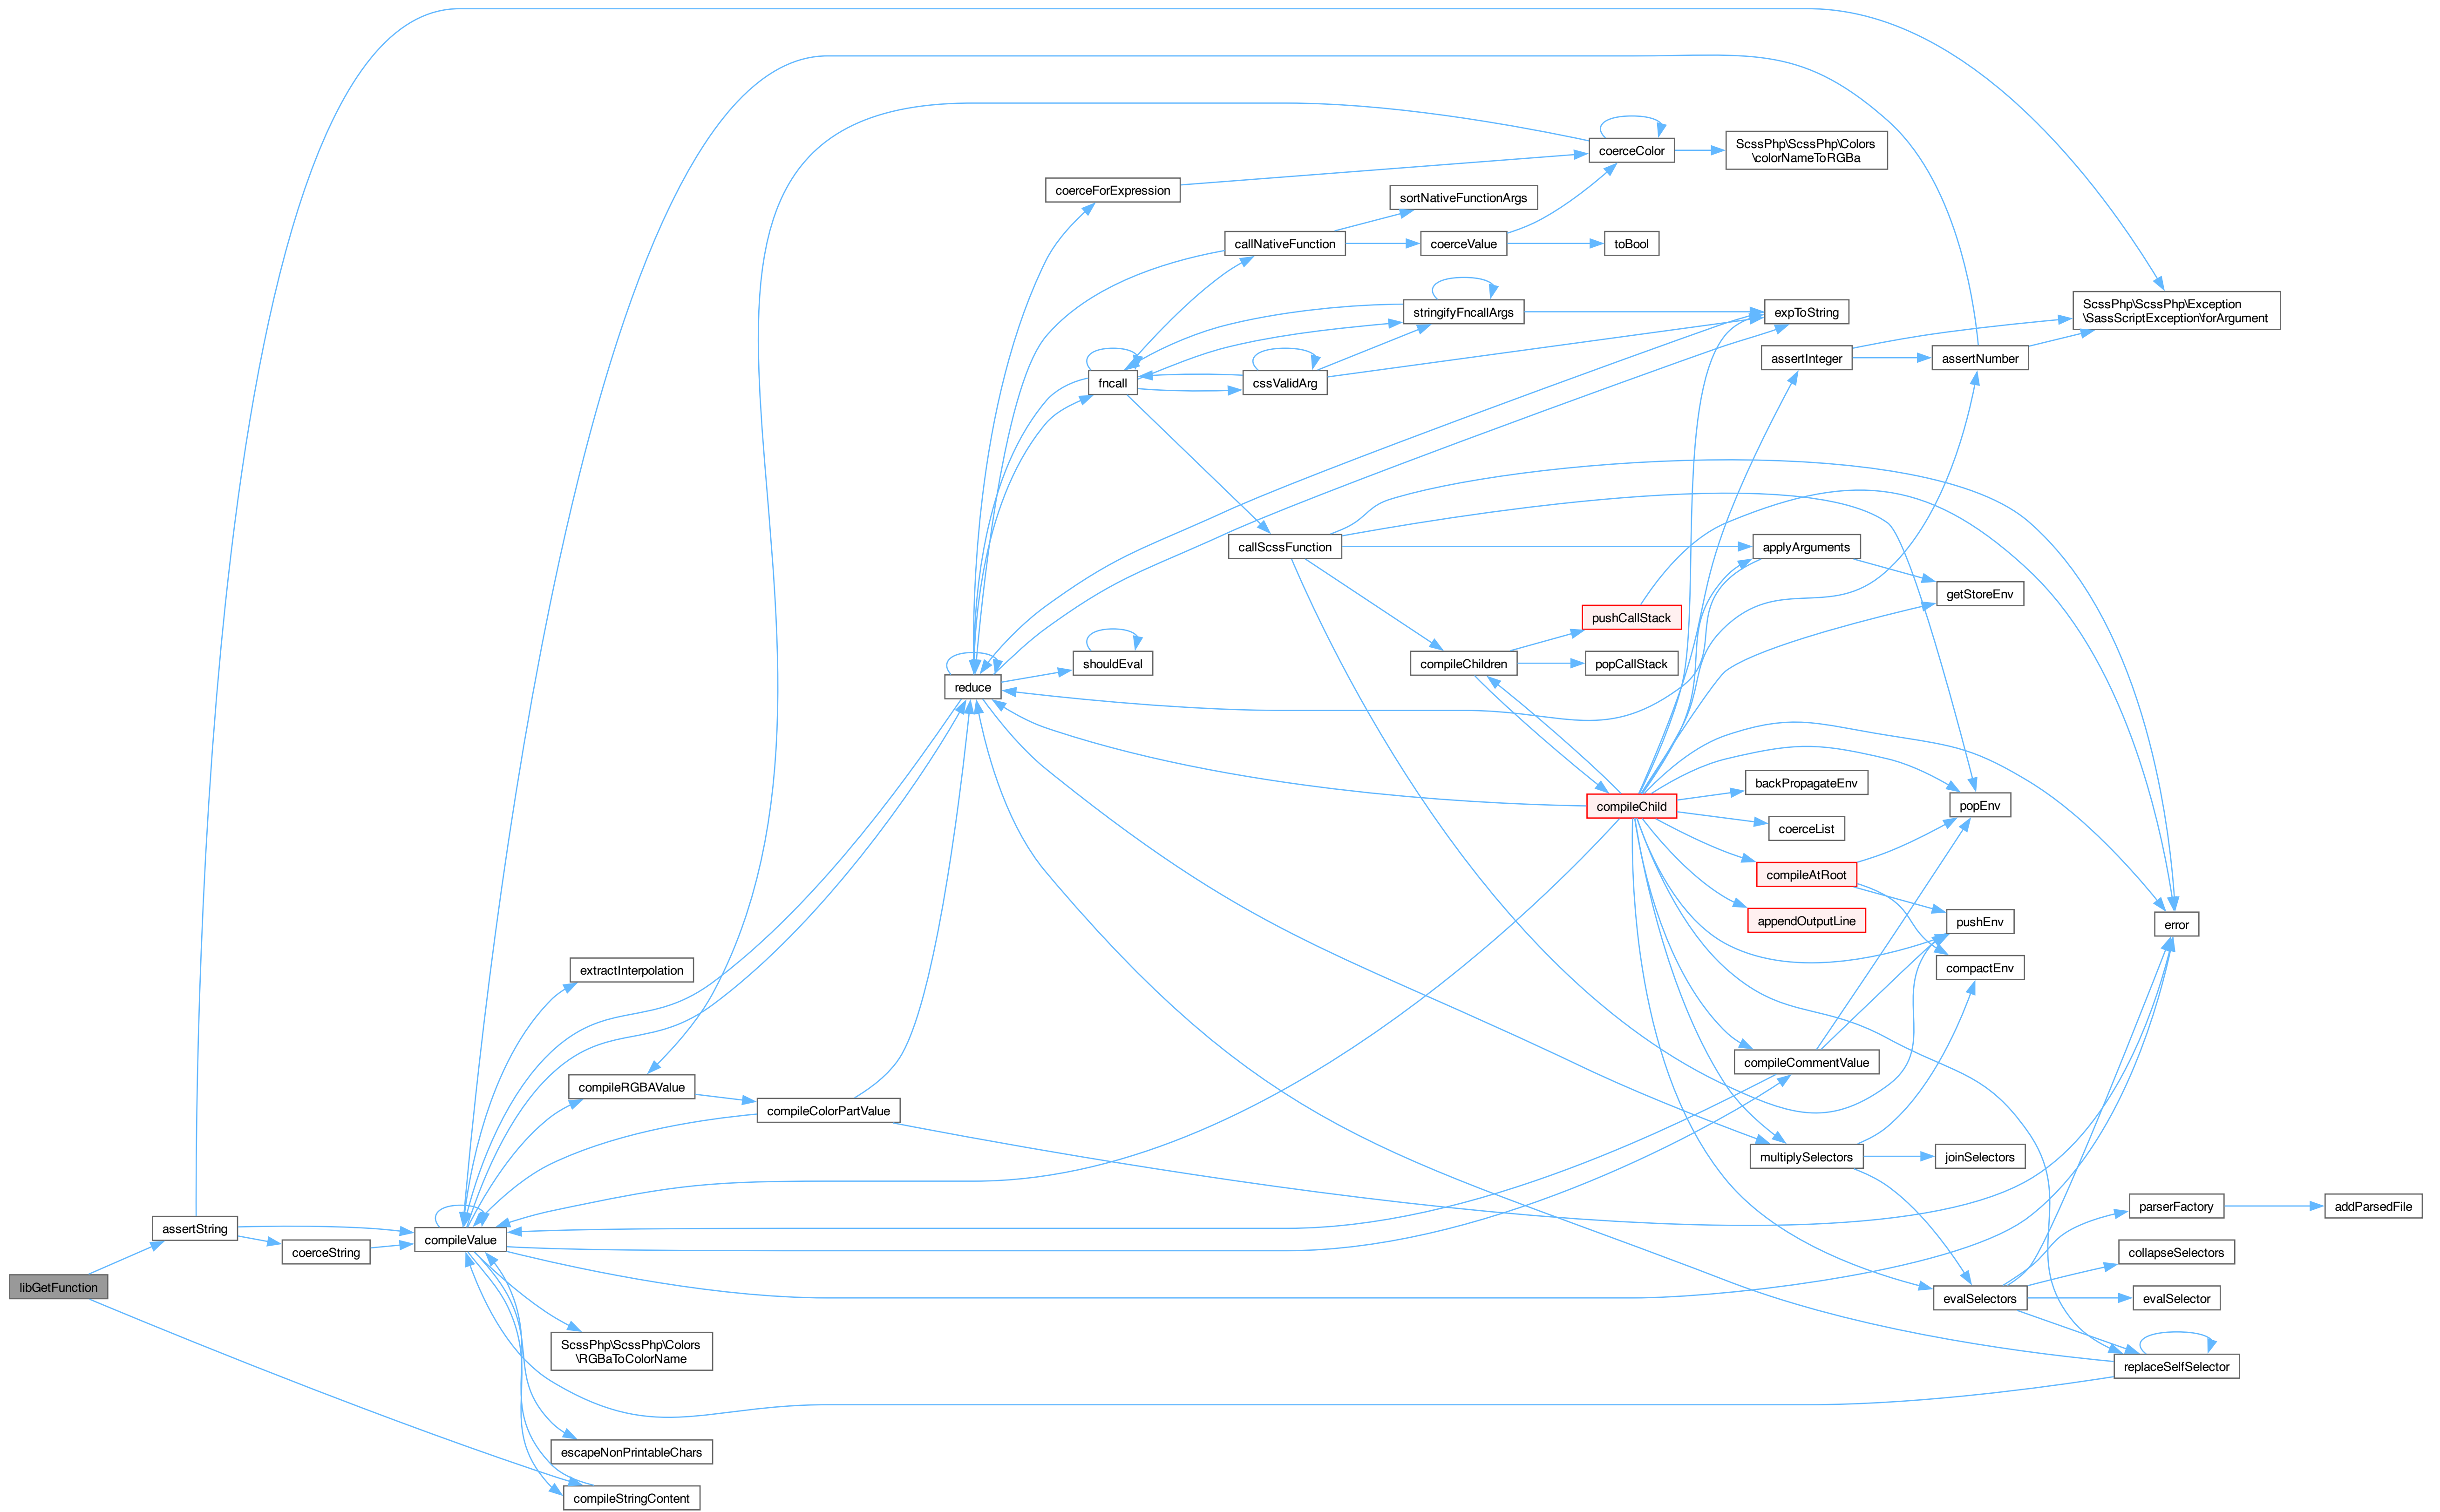 coerceColor
ScssPhp\ScssPhp\Colors
\colorNameToRGBa
coerceForExpression
sortNativeFunctionArgs
callNativeFunction
coerceValue
toBool
stringifyFncallArgs
expToString
ScssPhp\ScssPhp\Exception
\SassScriptException\forArgument
assertInteger
assertNumber
fncall
cssValidArg
callScssFunction
applyArguments
getStoreEnv
pushCallStack
shouldEval
compileChildren
popCallStack
reduce
backPropagateEnv
compileChild
popEnv
coerceList
compileAtRoot
appendOutputLine
pushEnv
error
extractInterpolation
compactEnv
compileCommentValue
compileRGBAValue
compileColorPartValue
multiplySelectors
joinSelectors
parserFactory
addParsedFile
assertString
compileValue
coerceString
collapseSelectors
libGetFunction
evalSelectors
evalSelector
ScssPhp\ScssPhp\Colors
\RGBaToColorName
replaceSelfSelector
escapeNonPrintableChars
compileStringContent